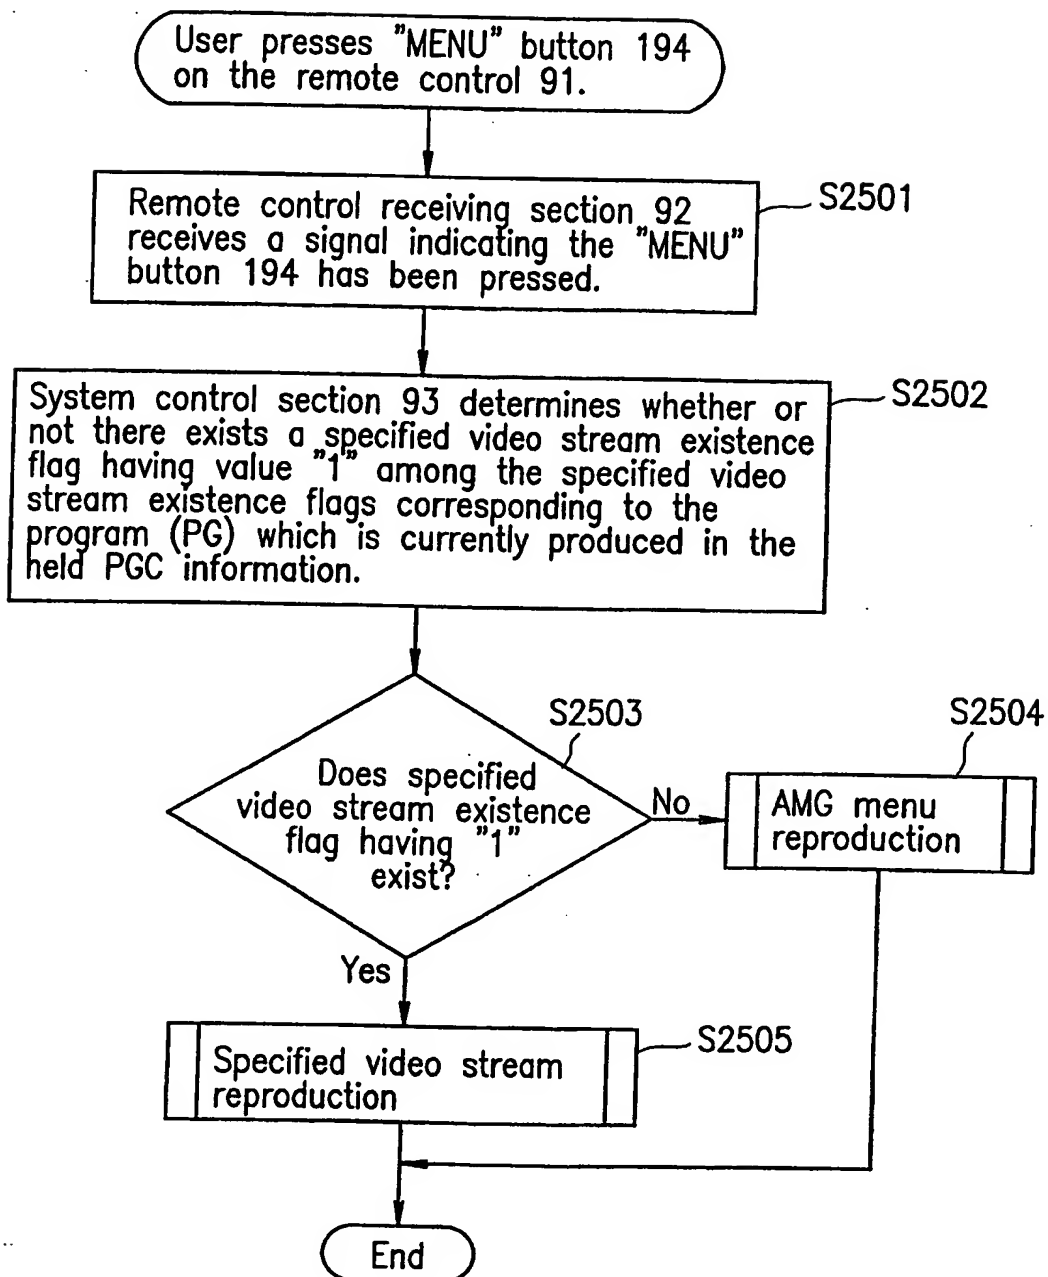 User presses "MENU" button 194
on the remote control 91.
Remote control receiving section 92
receives a signal indicating the "MENU"
button 194 has been pressed.
S2501
System control section 93 determines whether or
not there exists a specified video stream existence
flag having value "1" among the specified video
stream existence flags corresponding to the
program (PG) which is currently produced in the
held PGC information.
S2502
Does specified
video stream existence
flag having "1"
exist?
S2503
No
S2504
AMG menu
reproduction
Yes
Specified video stream
reproduction
S2505
End